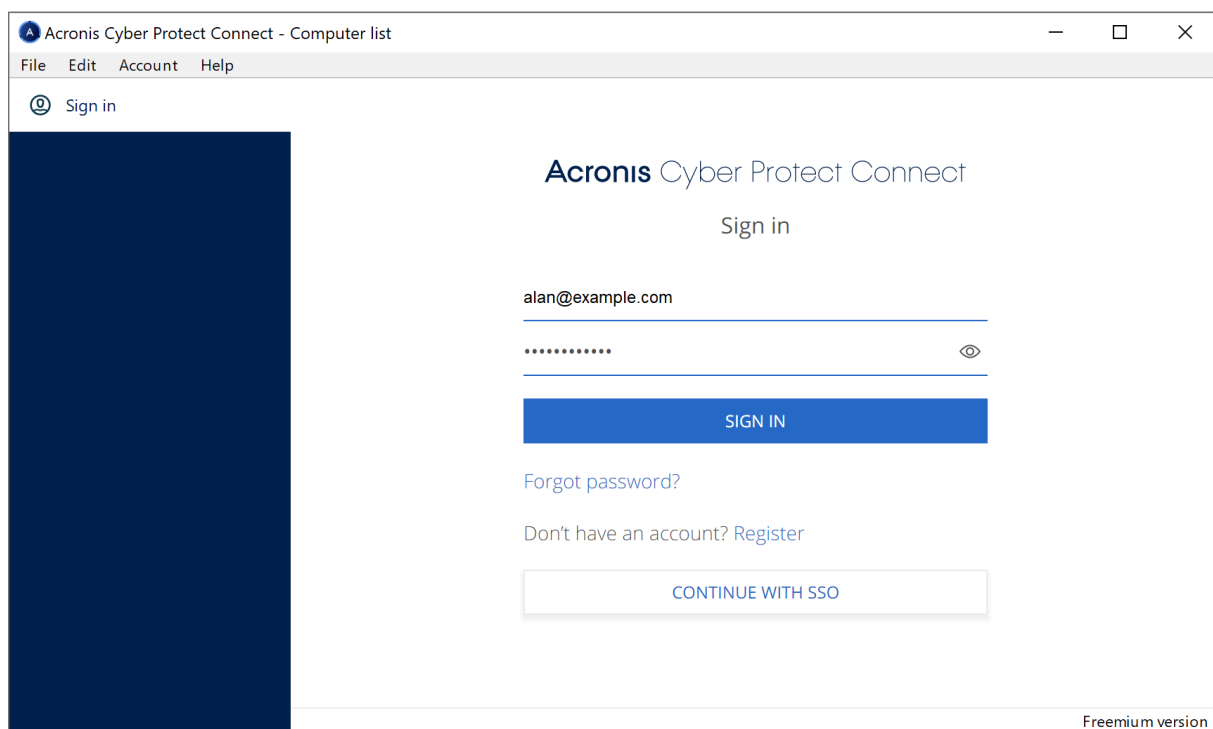 Acronis Cyber Protect Connect - Computer list
File Edit Account Help
Sign in
Acronis Cyber Protect Connect
Sign in
alan@example.com
••••••••••••
SIGN IN
Forgot password?
Don't have an account? Register
CONTINUE WITH SSO
Freemium version